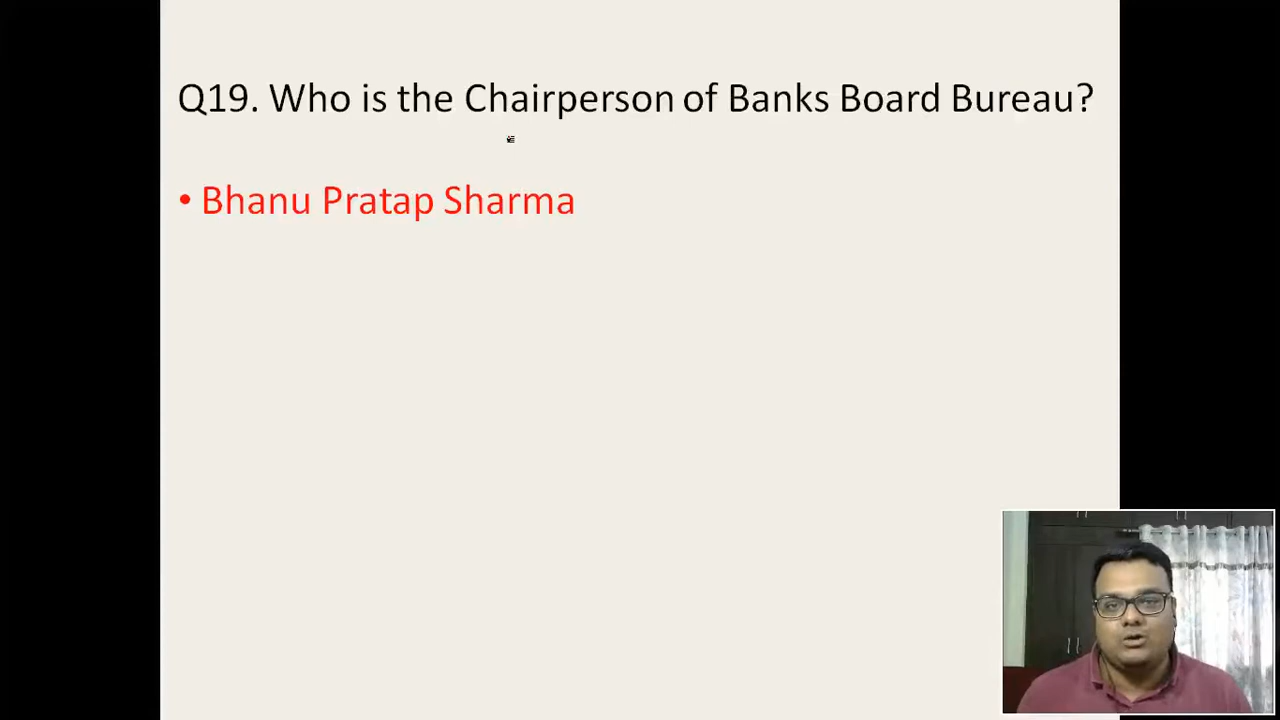 Q19. Who is the Chairperson of Banks Board Bureau?
• Bhanu Pratap Sharma